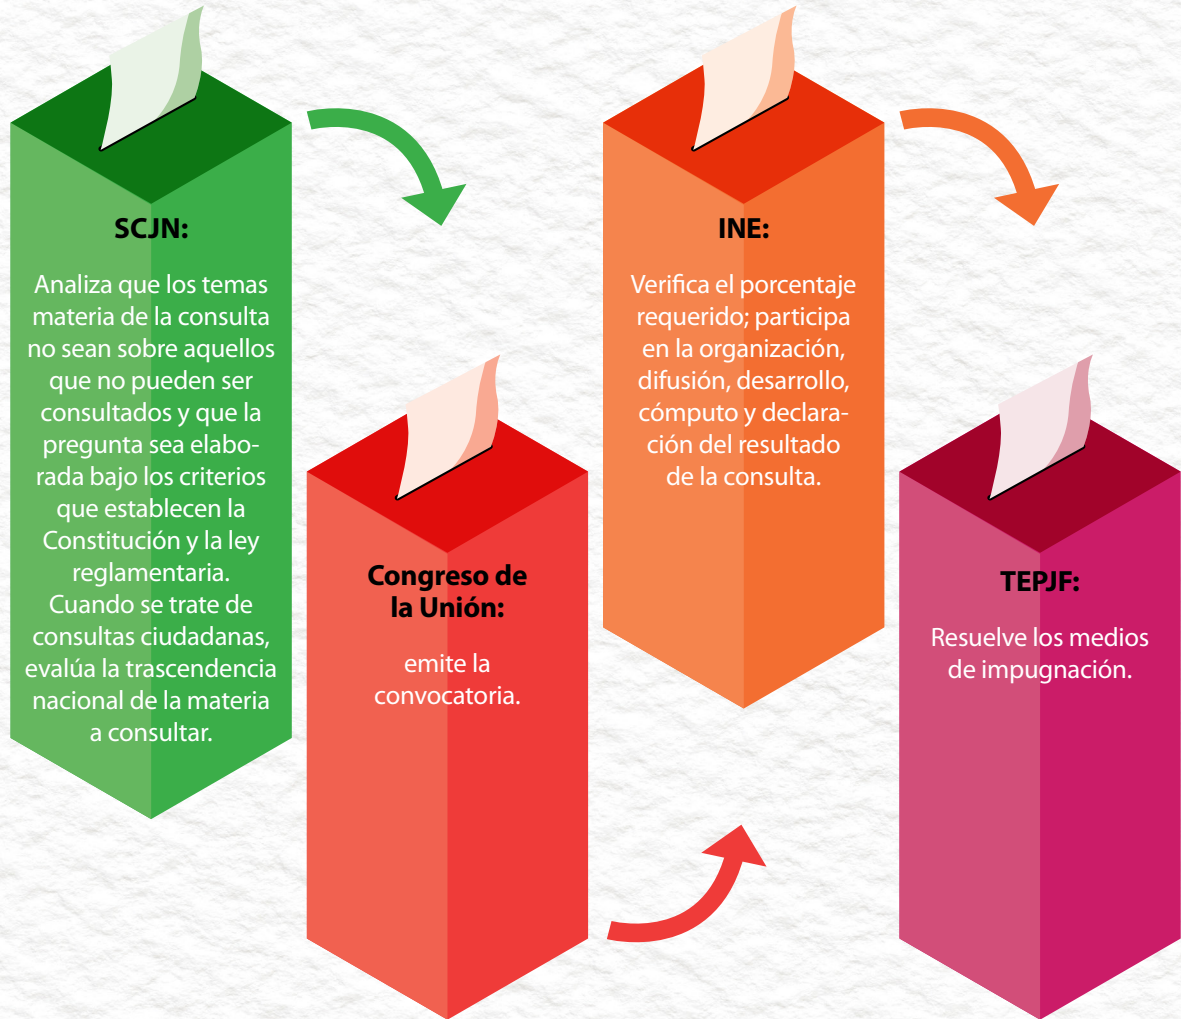 SCJN:
Analiza que los temas
materia de la consulta
no sean sobre aquellos
que no pueden ser
consultados y que la
pregunta sea elabo-
rada bajo los criterios
que establecen la
Constitución y la ley
reglamentaria.
Cuando se trate de
consultas ciudadanas,
evalúa la trascendencia
nacional de la materia
a consultar.
Congreso de
la Unión:
emite la
convocatoria.
INE:
Verifica el porcentaje
requerido; participa
en la organización,
difusión, desarrollo,
cómputo y declara-
ción del resultado
de la consulta.
TEPJF:
Resuelve los medios
de impugnación.